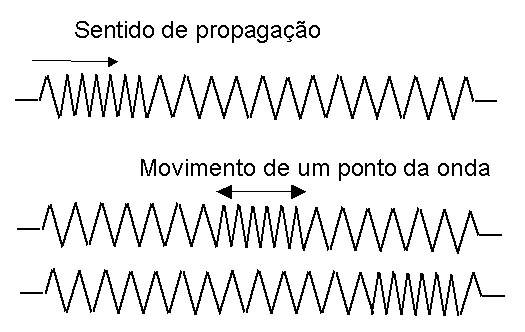 Sentido de propagação
Movimento de um ponto da onda